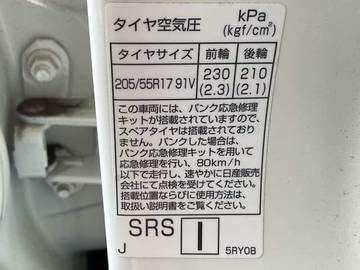 タイヤ空気圧 kPa
(kgf/cm²)
タイヤサイズ 前輪 後輪
205/55R17 91V 230 210
(2.3) (2.1)
この車両には、パンク応急修理
キットが搭載されていますので、
スペアタイヤは搭載されており
ません。パンクした場合は、
パンク応急修理キットを用いて
応急修理を行い、80km/h
以下で走行し、速やかに日産販売
会社にて点検を受けてください。
搭載位置ならびに使用方法は、
取扱い説明書をご覧ください。
SRS I
J 5RY0B